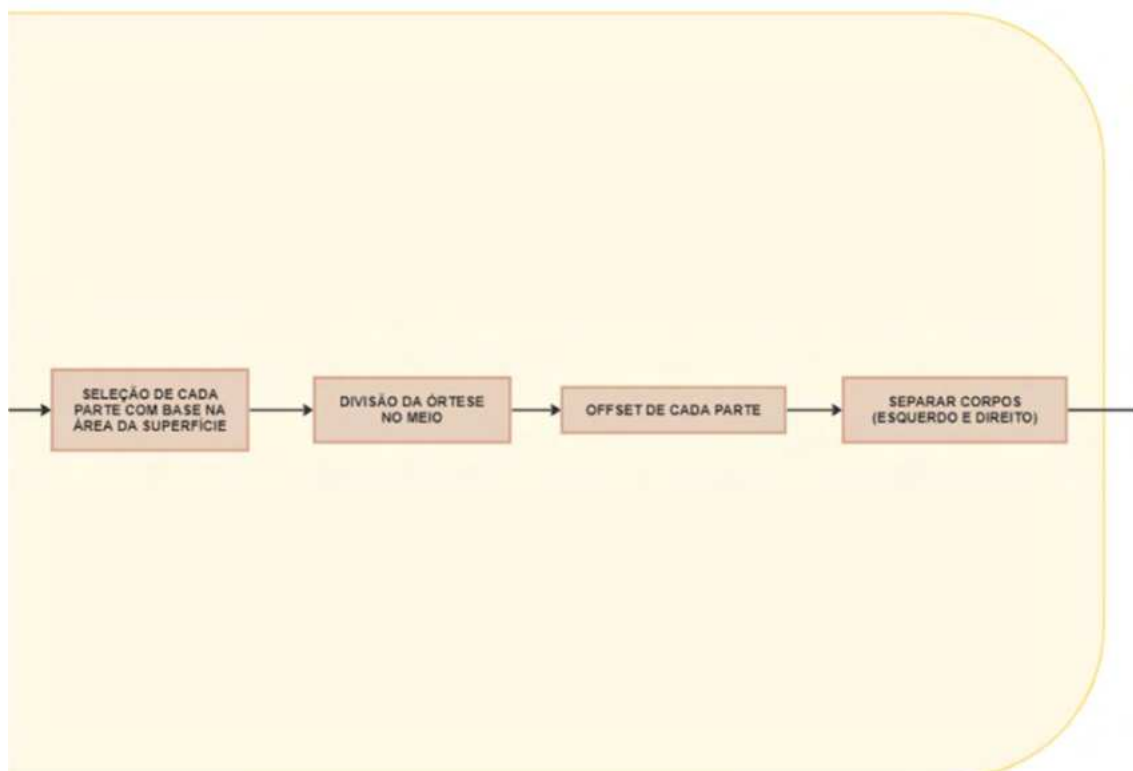 SELEÇÃO DE CADA
PARTE COM BASE NA
ÁREA DA SUPERFÍCIE
DIVISÃO DA ÓRTESE
NO MEIO
OFFSET DE CADA PARTE
SEPARAR CORPOS
(ESQUERDO E DIREITO)